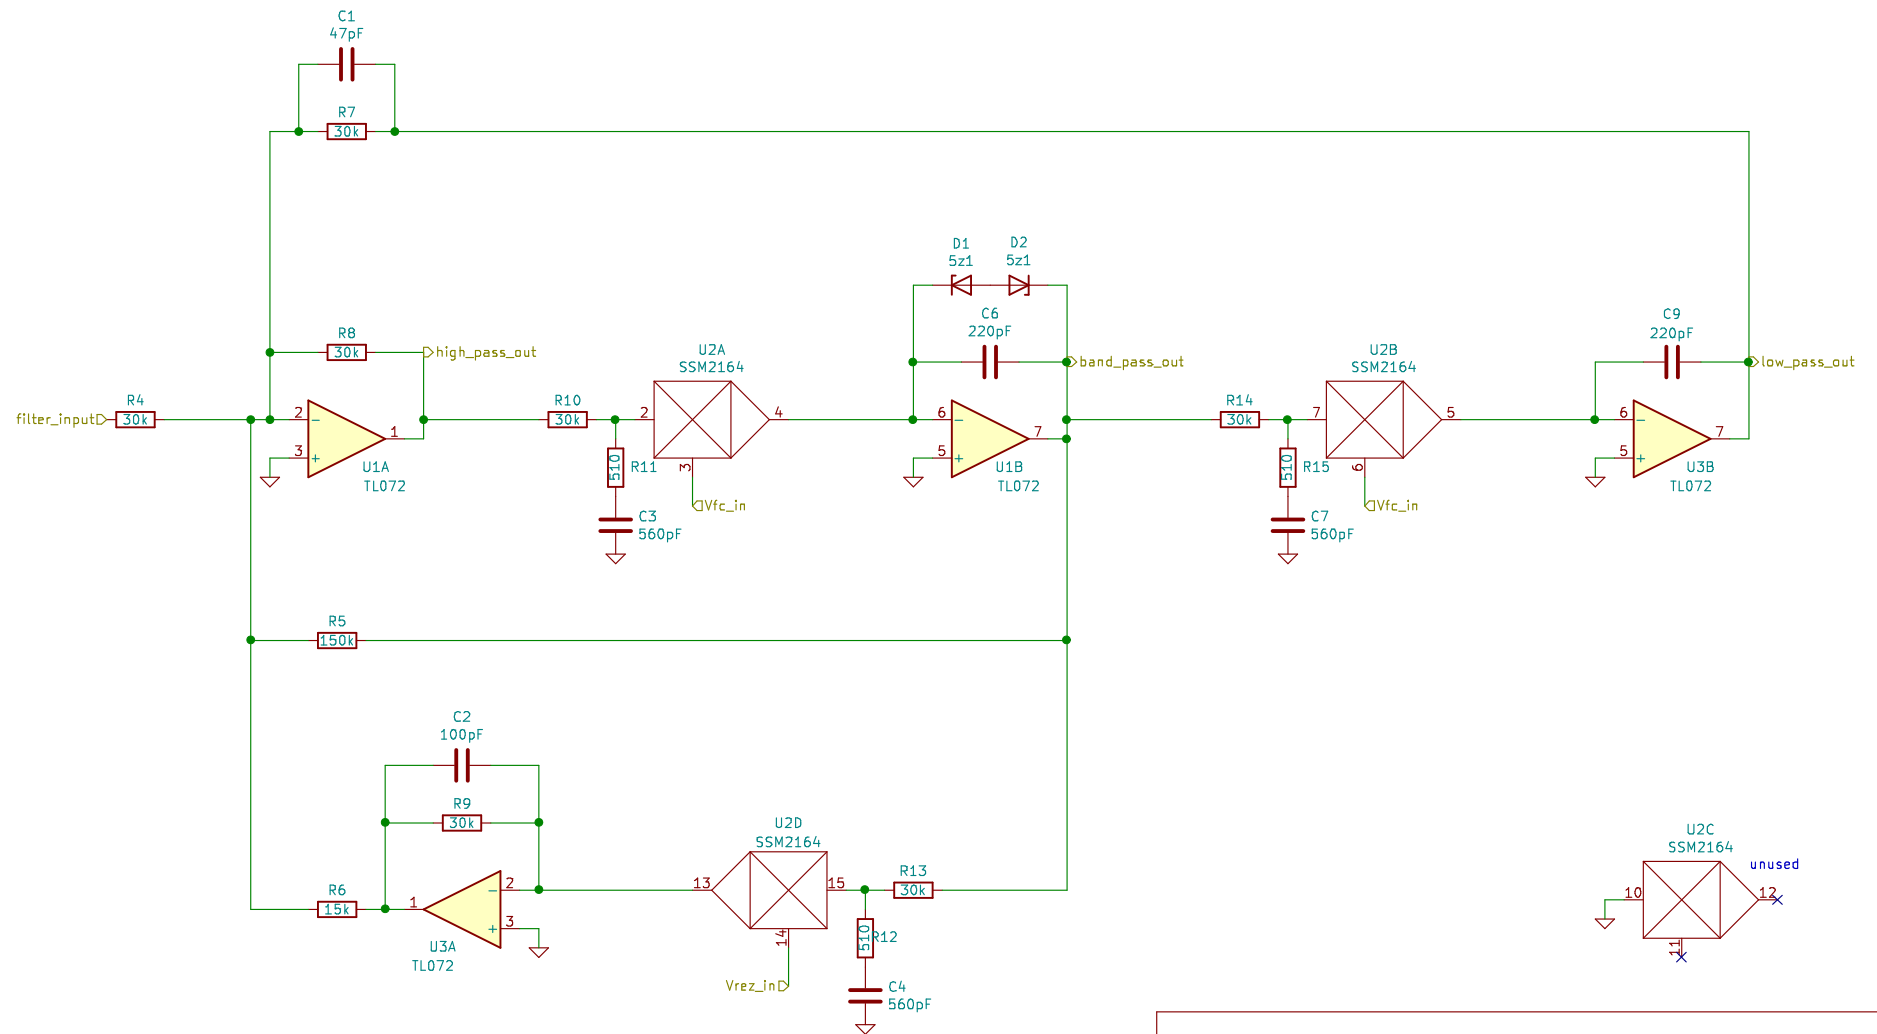 C1
47pF
R7
30k
D1
5z1
D2
5z1
C6
220pF
C9
220pF
R8
30k
high_pass_out
U2A
SSM2164
band_pass_out
U2B
SSM2164
low_pass_out
filter_input
R4
30k
2
3
1
−
+
U1A
TL072
R10
30k
2
4
3
510
R11
Vfc_in
C3
560pF
6
5
7
−
+
U1B
TL072
R14
30k
7
5
6
510
R15
Vfc_in
C7
560pF
6
5
7
−
+
U3B
TL072
R5
150k
C2
100pF
R9
30k
R6
15k
1
2
3
−
+
U3A
TL072
U2D
SSM2164
13
15
14
Vrez_in
R13
30k
510
R12
C4
560pF
U2C
SSM2164
unused
10
12
11